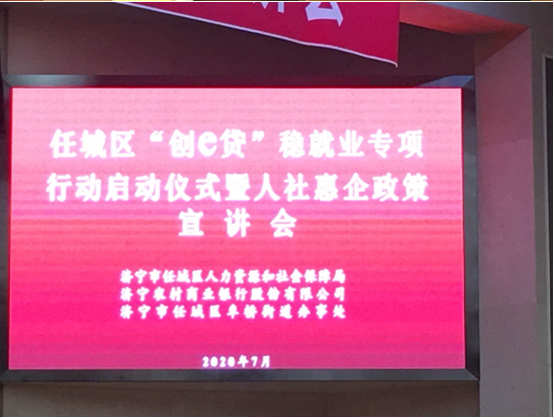 任城区“创e贷”稳就业专项
行动启动仪式暨人社惠企政策
宣讲会
济宁市任城区人力资源和社会保障局
济宁农村商业银行股份有限公司
济宁市任城区阜桥街道办事处
2020年7月